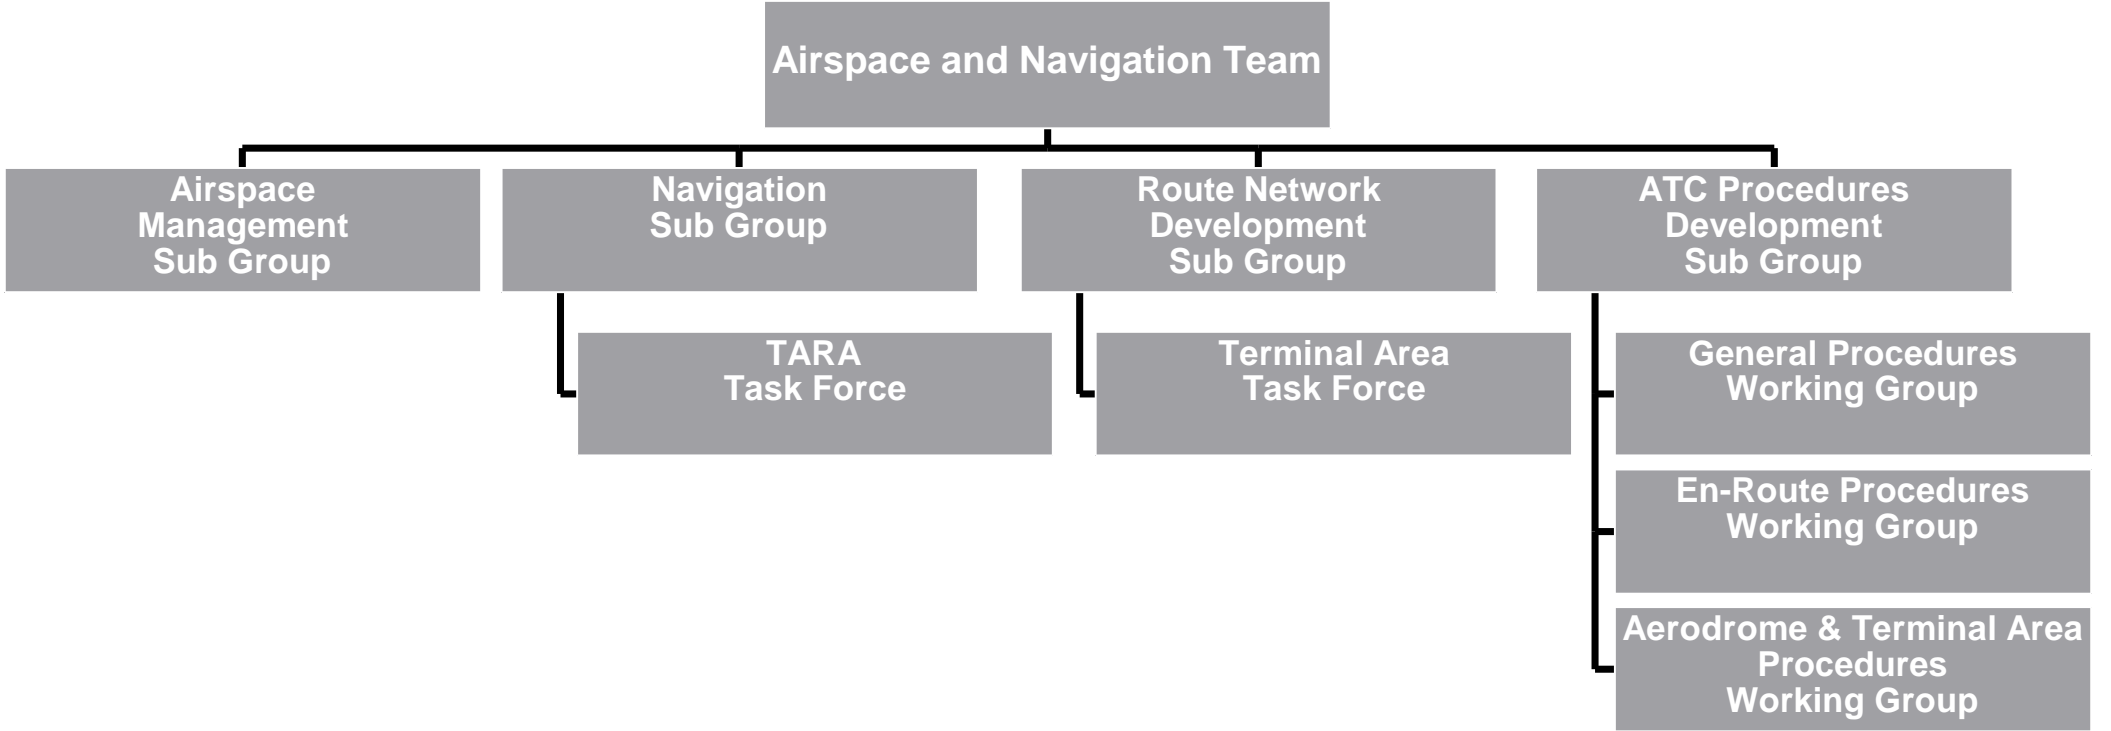 Airspace and Navigation Team
Airspace
Management
Sub Group
Navigation
Sub Group
Route Network
Development
Sub Group
ATC Procedures
Development
Sub Group
TARA
Task Force
Terminal Area
Task Force
General Procedures
Working Group
En-Route Procedures
Working Group
Aerodrome & Terminal Area
Procedures
Working Group